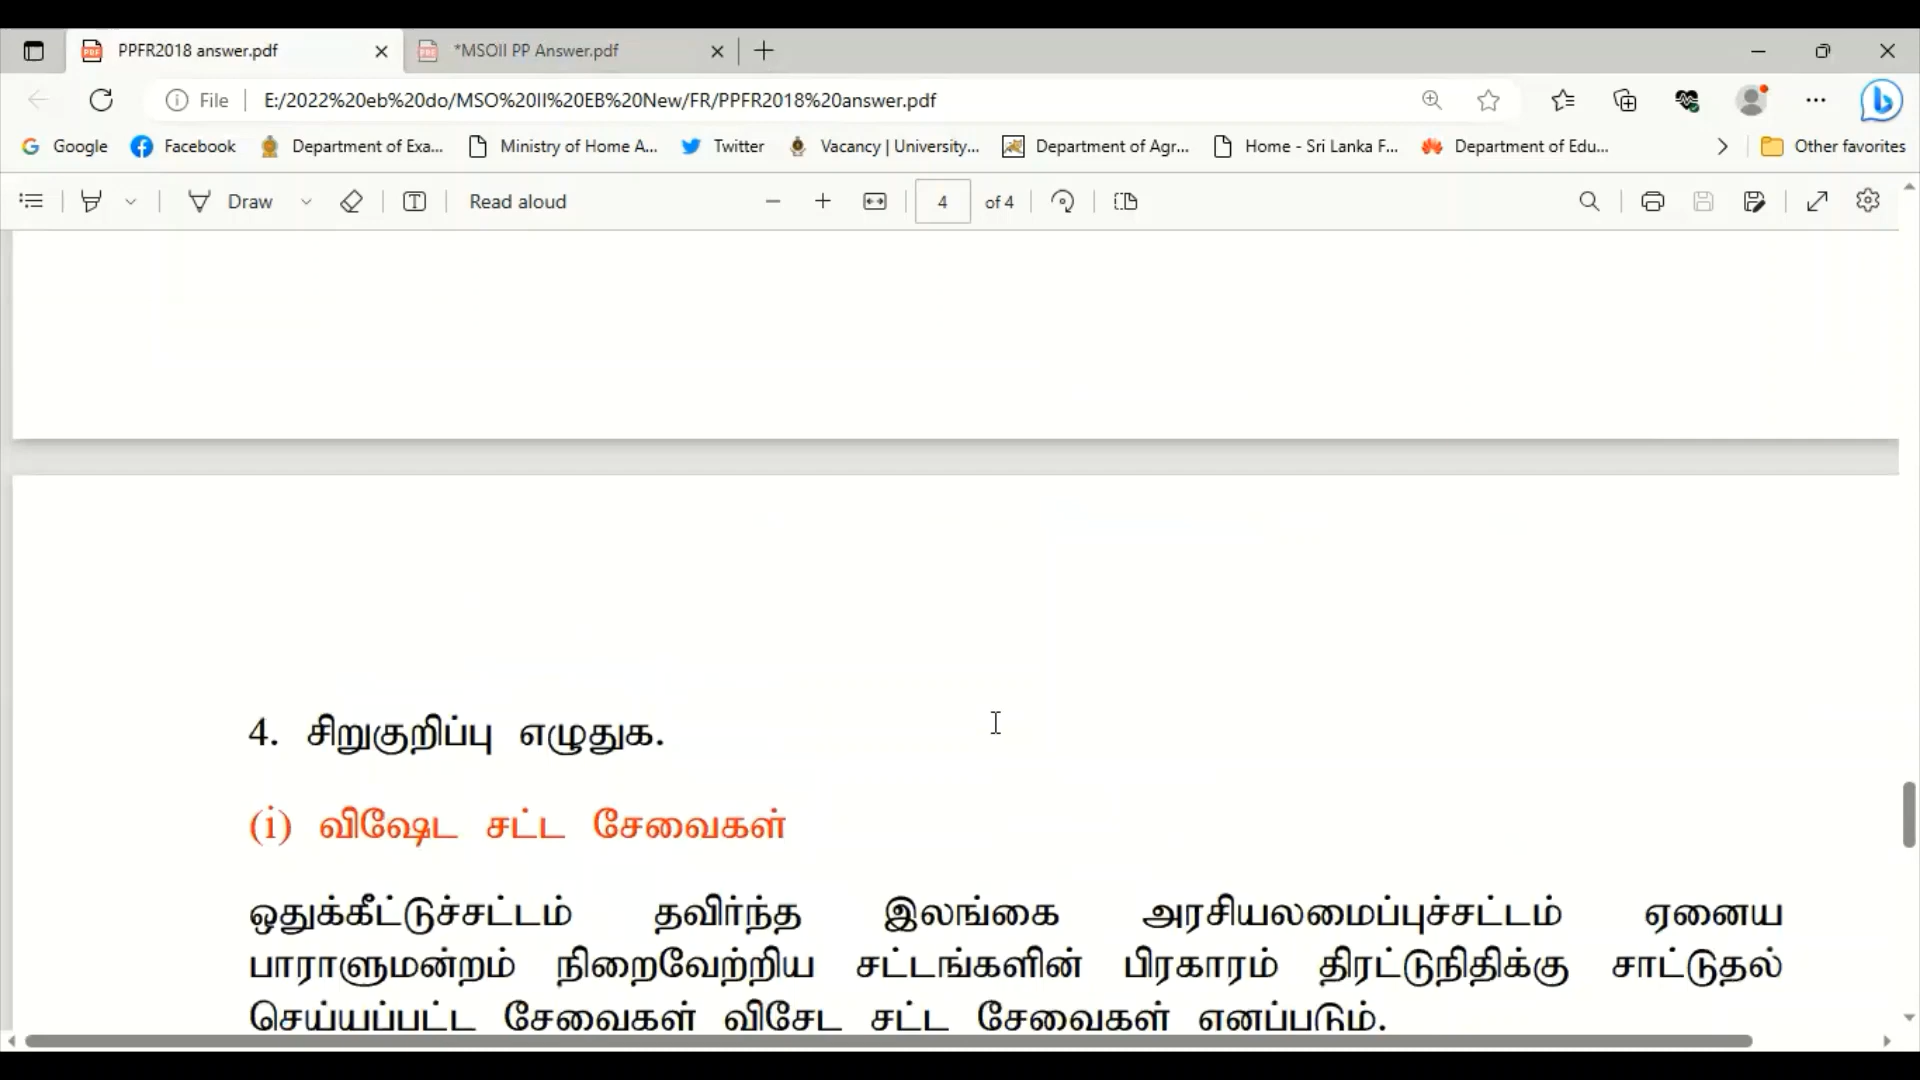 PPFR2018 answer.pdf
*MSOII PP Answer.pdf
File
E:/2022%20eb%20do/MSO%20II%20EB%20New/FR/PPFR2018%20answer.pdf
Google Facebook Department of Exa... Ministry of Home A... Twitter Vacancy | University... Department of Agr... Home - Sri Lanka F... Department of Edu... Other favorites
Draw Read aloud 4 of 4
4. சிறுகுறிப்பு எழுதுக.
(i) விஷேட சட்ட சேவைகள்
ஒதுக்கீட்டுச்சட்டம் தவிர்ந்த இலங்கை அரசியலமைப்புச்சட்டம் ஏனைய
பாராளுமன்றம் நிறைவேற்றிய சட்டங்களின் பிரகாரம் திரட்டுநிதிக்கு சாட்டுதல்
செய்யப்பட்ட சேவைகள் விசேட சட்ட சேவைகள் எனப்படும்.